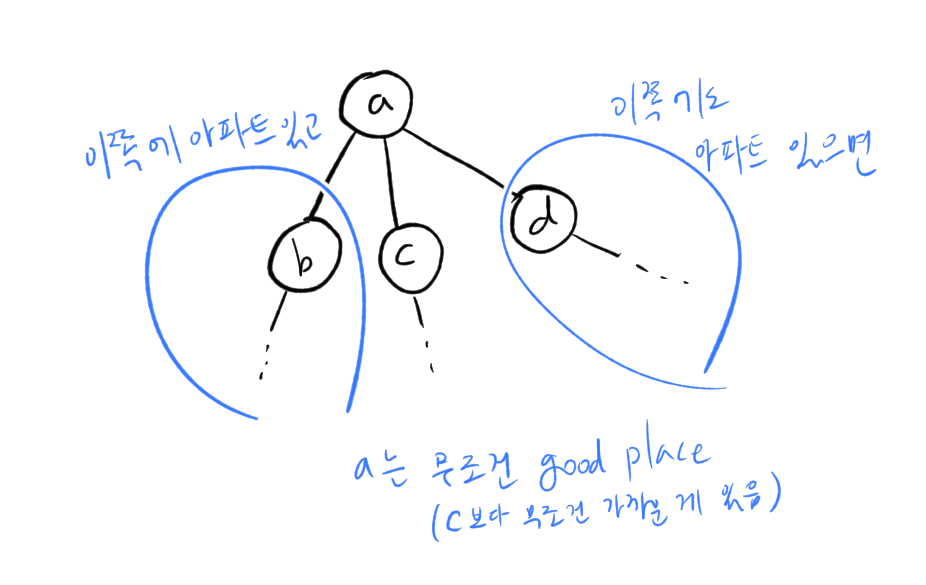 a
이쪽에 아파트 있고
이쪽에도
아파트 있으면
b
c
d
a는 무조건 good place
(c보다 무조건 가까운 게 있음)